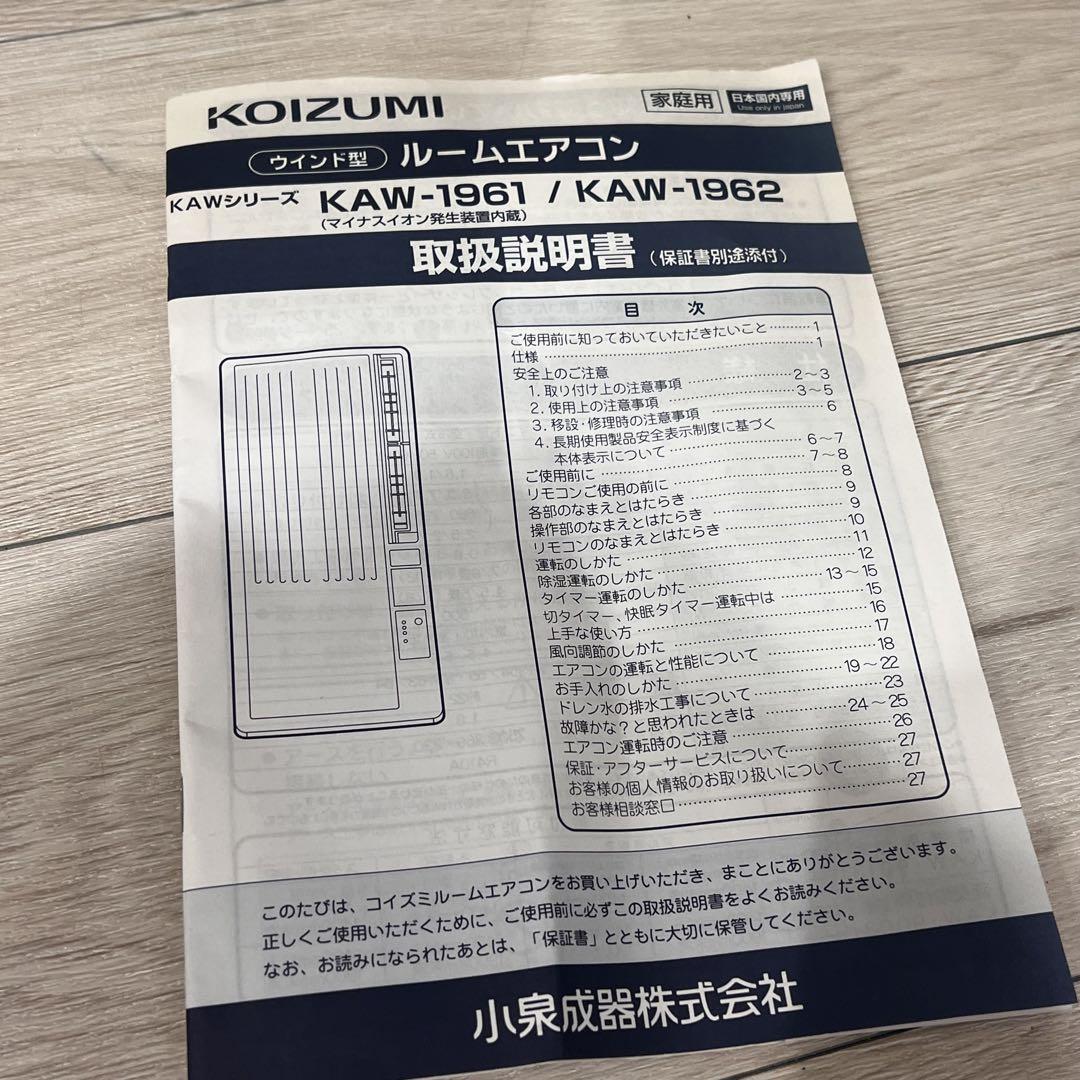 KOIZUMI
家庭用
日本国内専用
Use only in Japan
ウインド型 ルームエアコン
KAWシリーズ KAW-1961 / KAW-1962
(マイナスイオン発生装置内蔵)
取扱説明書 (保証書別途添付)
目 次
ご使用前に知っておいていただきたいこと………1
仕様………1
安全上のご注意
1. 取り付け上の注意事項………2～3
2. 使用上の注意事項………3～5
3. 移設・修理時の注意事項………6
4. 長期使用製品安全表示制度に基づく
本体表示について………6～7
ご使用前に………7～8
リモコンご使用の前に………8
各部のなまえとはたらき………9
操作部のなまえとはたらき………9
リモコンのなまえとはたらき………10
運転のしかた………11
除湿運転のしかた………12
タイマー運転のしかた………13～15
切タイマー、快眠タイマー運転中は………15
上手な使い方………16
風向調節のしかた………17
エアコンの運転と性能について………18
お手入れのしかた………19～22
ドレン水の排水工事について………23
故障かな？と思われたときは………24～25
エアコン運転時のご注意………26
保証・アフターサービスについて………27
お客様の個人情報のお取り扱いについて………27
お客様相談窓口………27
このたびは、コイズミルームエアコンをお買い上げいただき、まことにありがとうございます。
正しくご使用いただくために、ご使用前に必ずこの取扱説明書をよくお読みください。
なお、お読みになられたあとは、「保証書」とともに大切に保管してください。
小泉成器株式会社